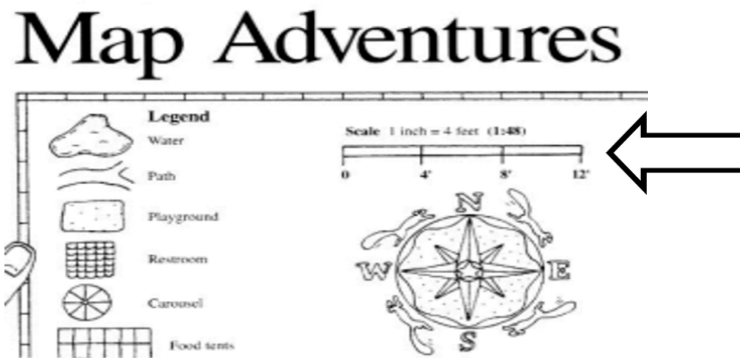 Map Adventures
Legend
Water
Path
Playground
Restroom
Carousel
Food tents
Scale 1 inch = 4 feet (1:48)
0 4' 8' 12'
N
W E
S